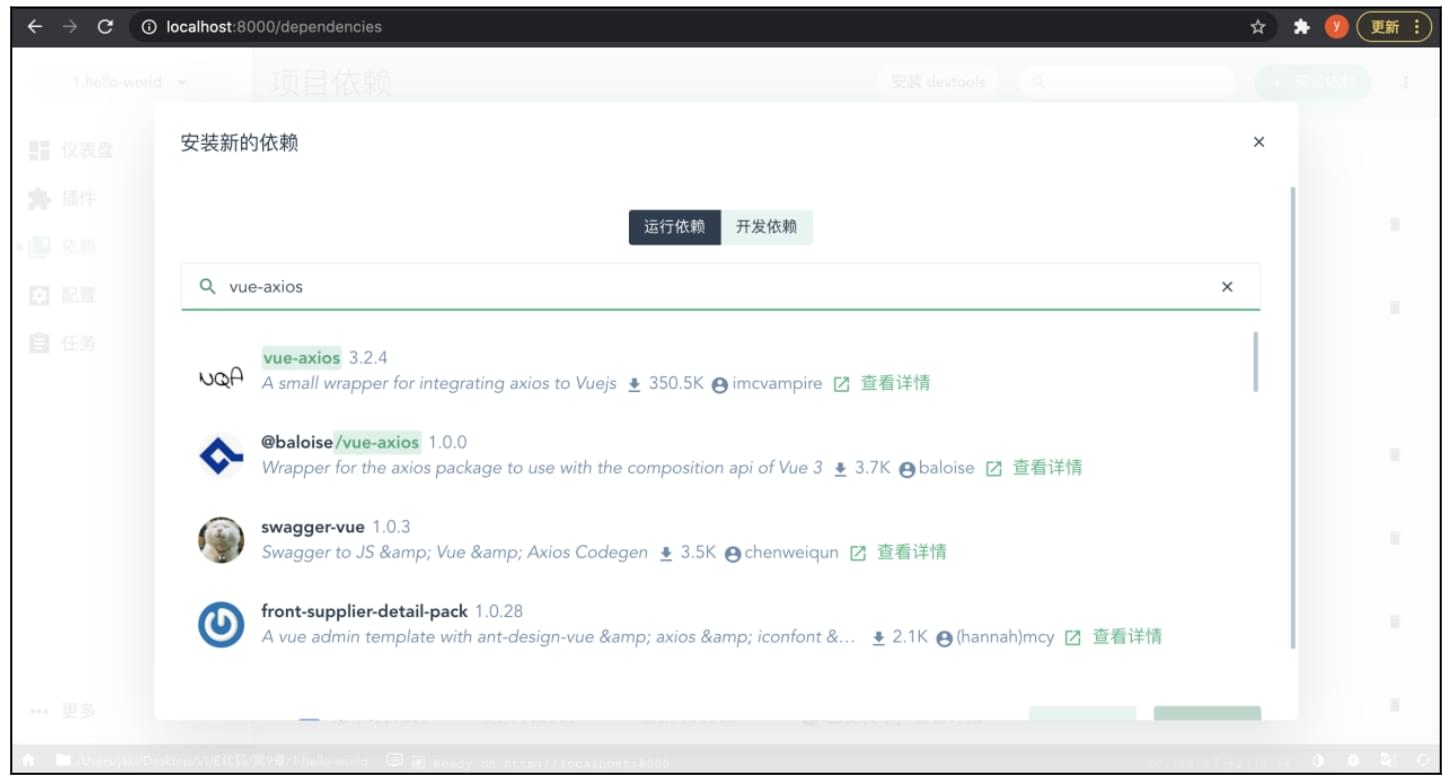 localhost:8000/dependencies
更新
1.hello-world
项目依赖
安装 devtools
安装依赖
仪表盘
插件
依赖
配置
任务
更多
安装新的依赖
运行依赖 开发依赖
vue-axios
vue-axios 3.2.4
A small wrapper for integrating axios to Vuejs 350.5K imcvampire 查看详情
@baloise/vue-axios 1.0.0
Wrapper for the axios package to use with the composition api of Vue 3 3.7K baloise 查看详情
swagger-vue 1.0.3
Swagger to JS &amp; Vue &amp; Axios Codegen 3.5K chenweiqun 查看详情
front-supplier-detail-pack 1.0.28
A vue admin template with ant-design-vue &amp; axios &amp; iconfont &... 2.1K (hannah)mcy 查看详情
/Users/jaki/Desktop/VUE代码/第9章/1.hello-world
Ready on http://localhost:8000